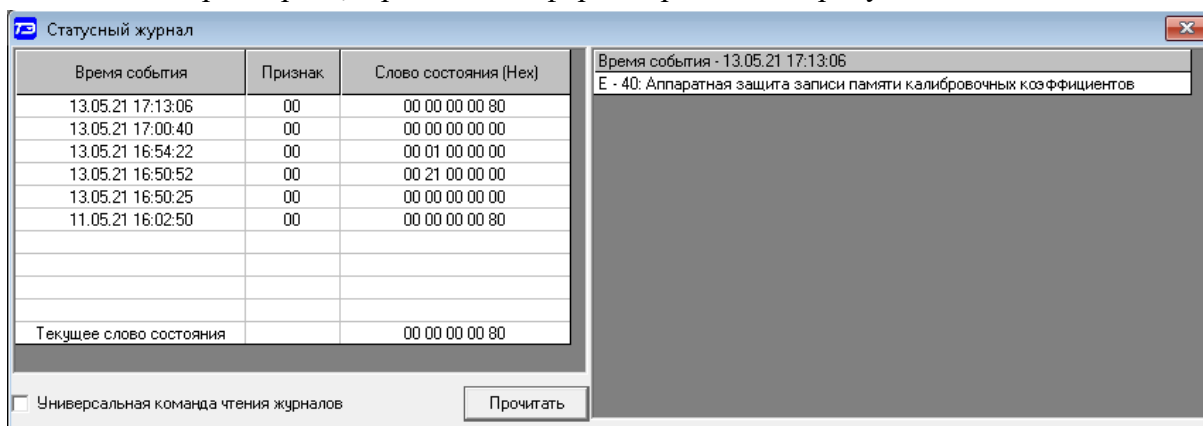 ТЭ Статусный журнал
Время события Признак Слово состояния (Hex)
13.05.21 17:13:06 00 00 00 00 00 80
13.05.21 17:00:40 00 00 00 00 00 00
13.05.21 16:54:22 00 00 01 00 00 00
13.05.21 16:50:52 00 00 21 00 00 00
13.05.21 16:50:25 00 00 00 00 00 00
11.05.21 16:02:50 00 00 00 00 00 80
Текущее слово состояния 00 00 00 00 80
Универсальная команда чтения журналов Прочитать
Время события - 13.05.21 17:13:06
E - 40: Аппаратная защита записи памяти калибровочных коэффициентов